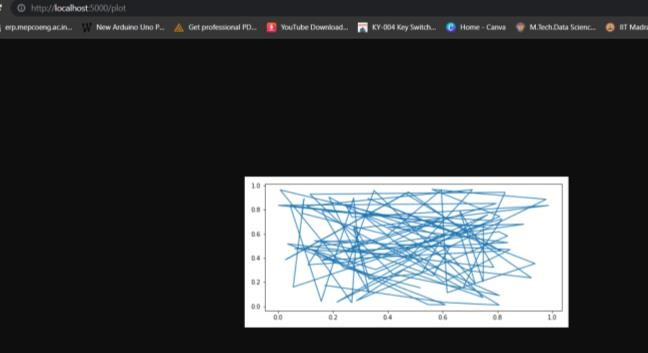 http://localhost:5000/plot
erp.mepcoeng.ac.in... New Arduino Uno P... Get professional PD... YouTube Download... KY-004 Key Switch... Home - Canva M.Tech.Data Scienc... IIT Madra
1.0
0.8
0.6
0.4
0.2
0.0
0.0 0.2 0.4 0.6 0.8 1.0